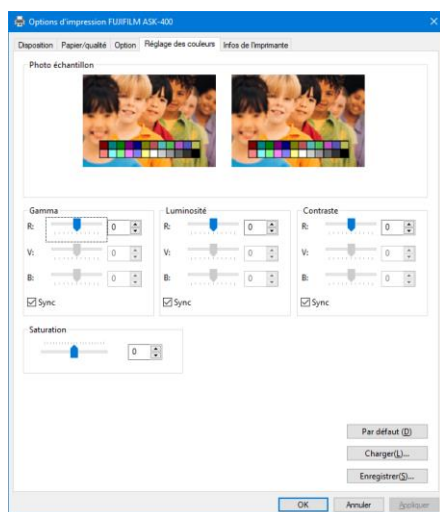 Options d'impression FUJIFILM ASK-400
Disposition Papier/qualité Option Réglage des couleurs Infos de l'imprimante
Photo échantillon
Gamma Luminosité Contraste
R: 0 R: 0 R: 0
V: 0 V: 0 V: 0
B: 0 B: 0 B: 0
Sync Sync Sync
Saturation
0
Par défaut (D)
Charger(L)...
Enregistrer(S)...
OK Annuler Appliquer